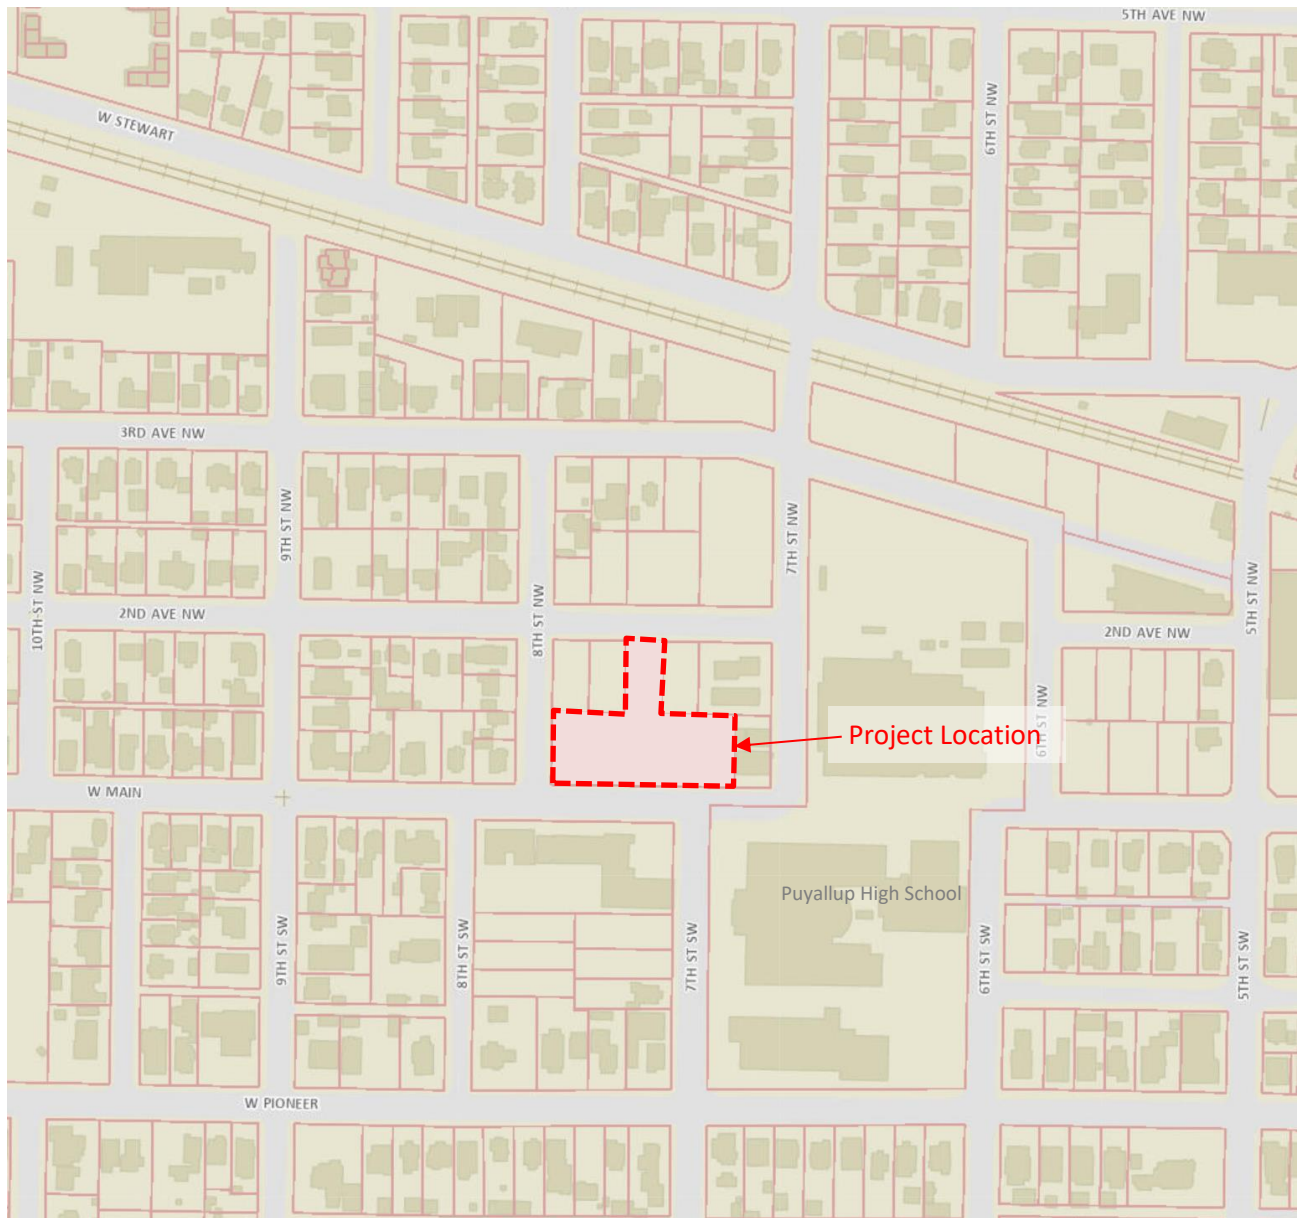 5TH AVE NW
W STEWART
6TH ST NW
3RD AVE NW
9TH ST NW
7TH ST NW
10TH ST NW
2ND AVE NW
8TH ST NW
2ND AVE NW
5TH ST NW
6TH ST NW
Project Location
W MAIN
Puyallup High School
9TH ST SW
8TH ST SW
7TH ST SW
6TH ST SW
5TH ST SW
W PIONEER